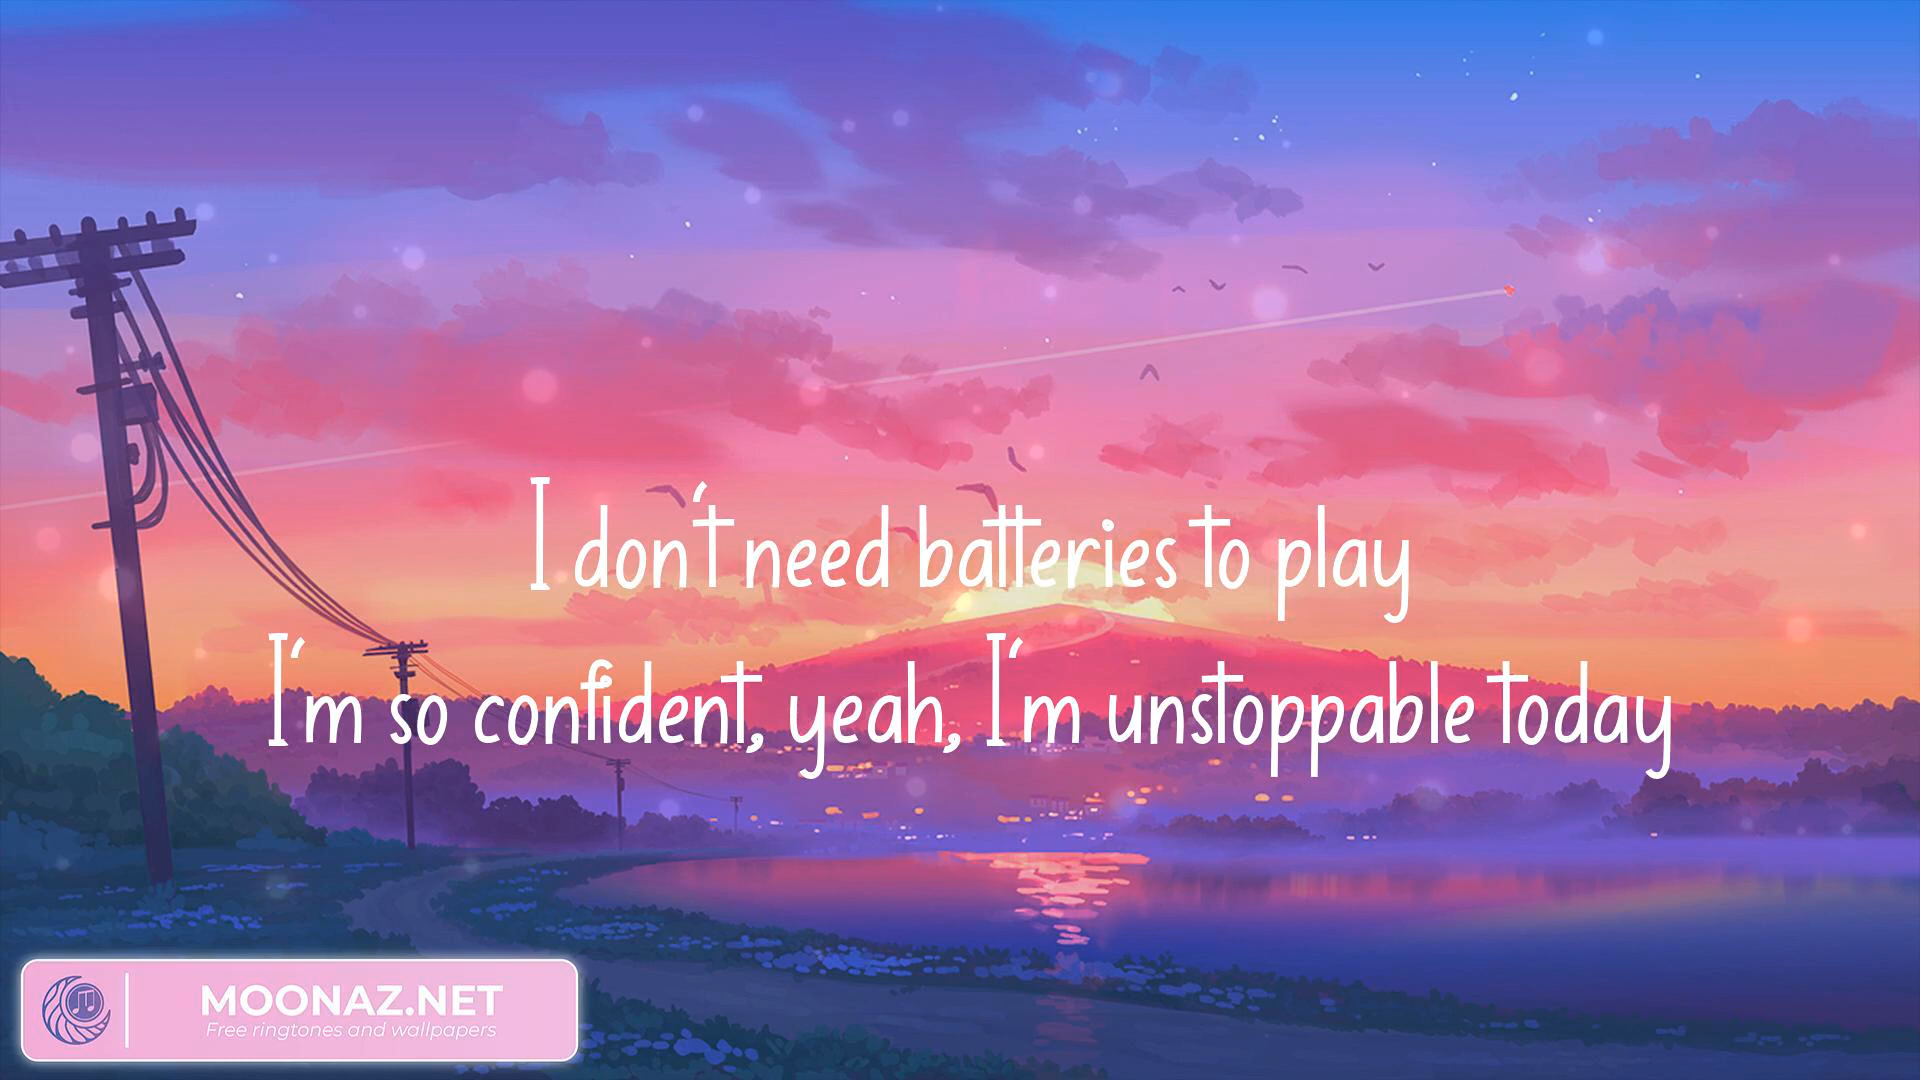 I don't need batteries to play
I'm so confident, yeah, I'm unstoppable today
MOONAZ.NET
Free ringtones and wallpapers